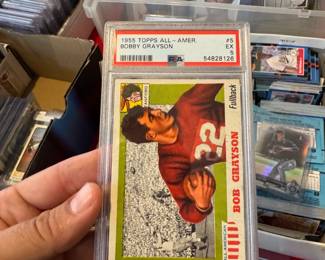 1955 TOPPS ALL-AMER. #5
BOBBY GRAYSON EX
5
PSA 54828126
Fullback
BOB GRAYSON
22